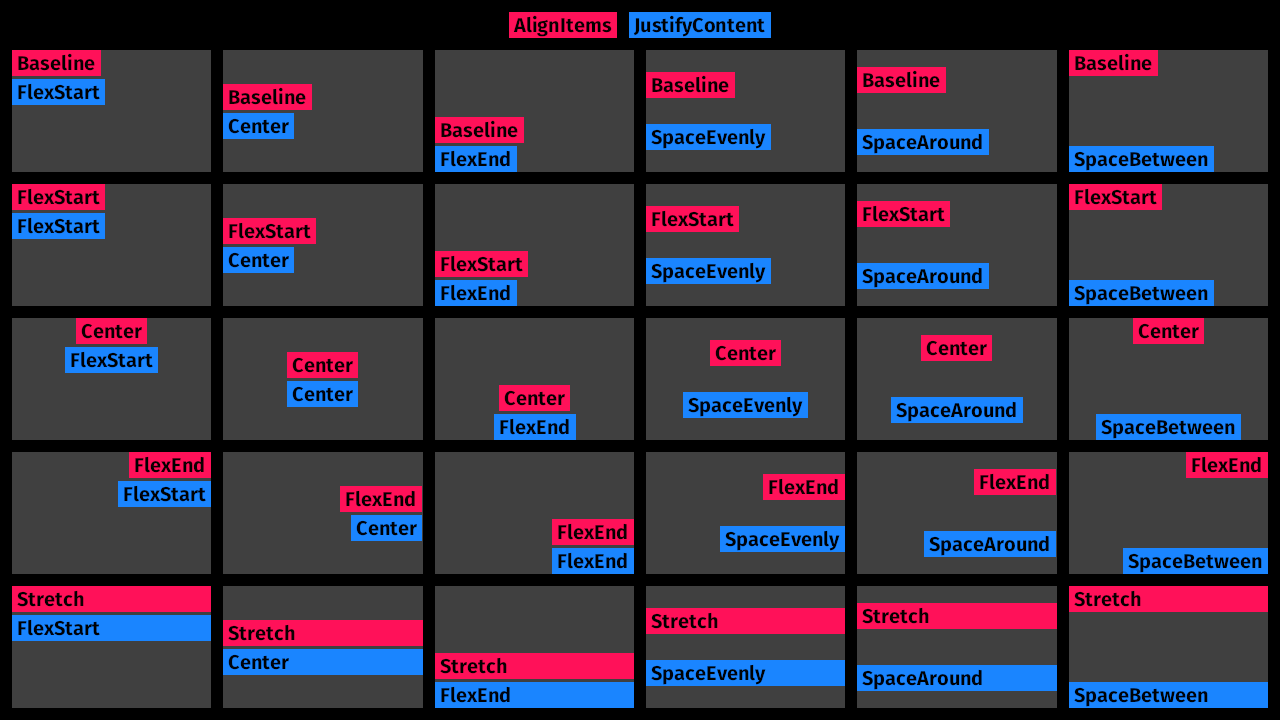 AlignItems JustifyContent
Baseline
FlexStart
Baseline
Center
Baseline
FlexEnd
Baseline
SpaceEvenly
Baseline
SpaceAround
Baseline
SpaceBetween
FlexStart
FlexStart
FlexStart
Center
FlexStart
FlexEnd
FlexStart
SpaceEvenly
FlexStart
SpaceAround
FlexStart
SpaceBetween
Center
FlexStart
Center
Center
Center
FlexEnd
Center
SpaceEvenly
Center
SpaceAround
Center
SpaceBetween
FlexEnd
FlexStart
FlexEnd
Center
FlexEnd
FlexEnd
FlexEnd
SpaceEvenly
FlexEnd
SpaceAround
FlexEnd
SpaceBetween
Stretch
FlexStart
Stretch
Center
Stretch
FlexEnd
Stretch
SpaceEvenly
Stretch
SpaceAround
Stretch
SpaceBetween